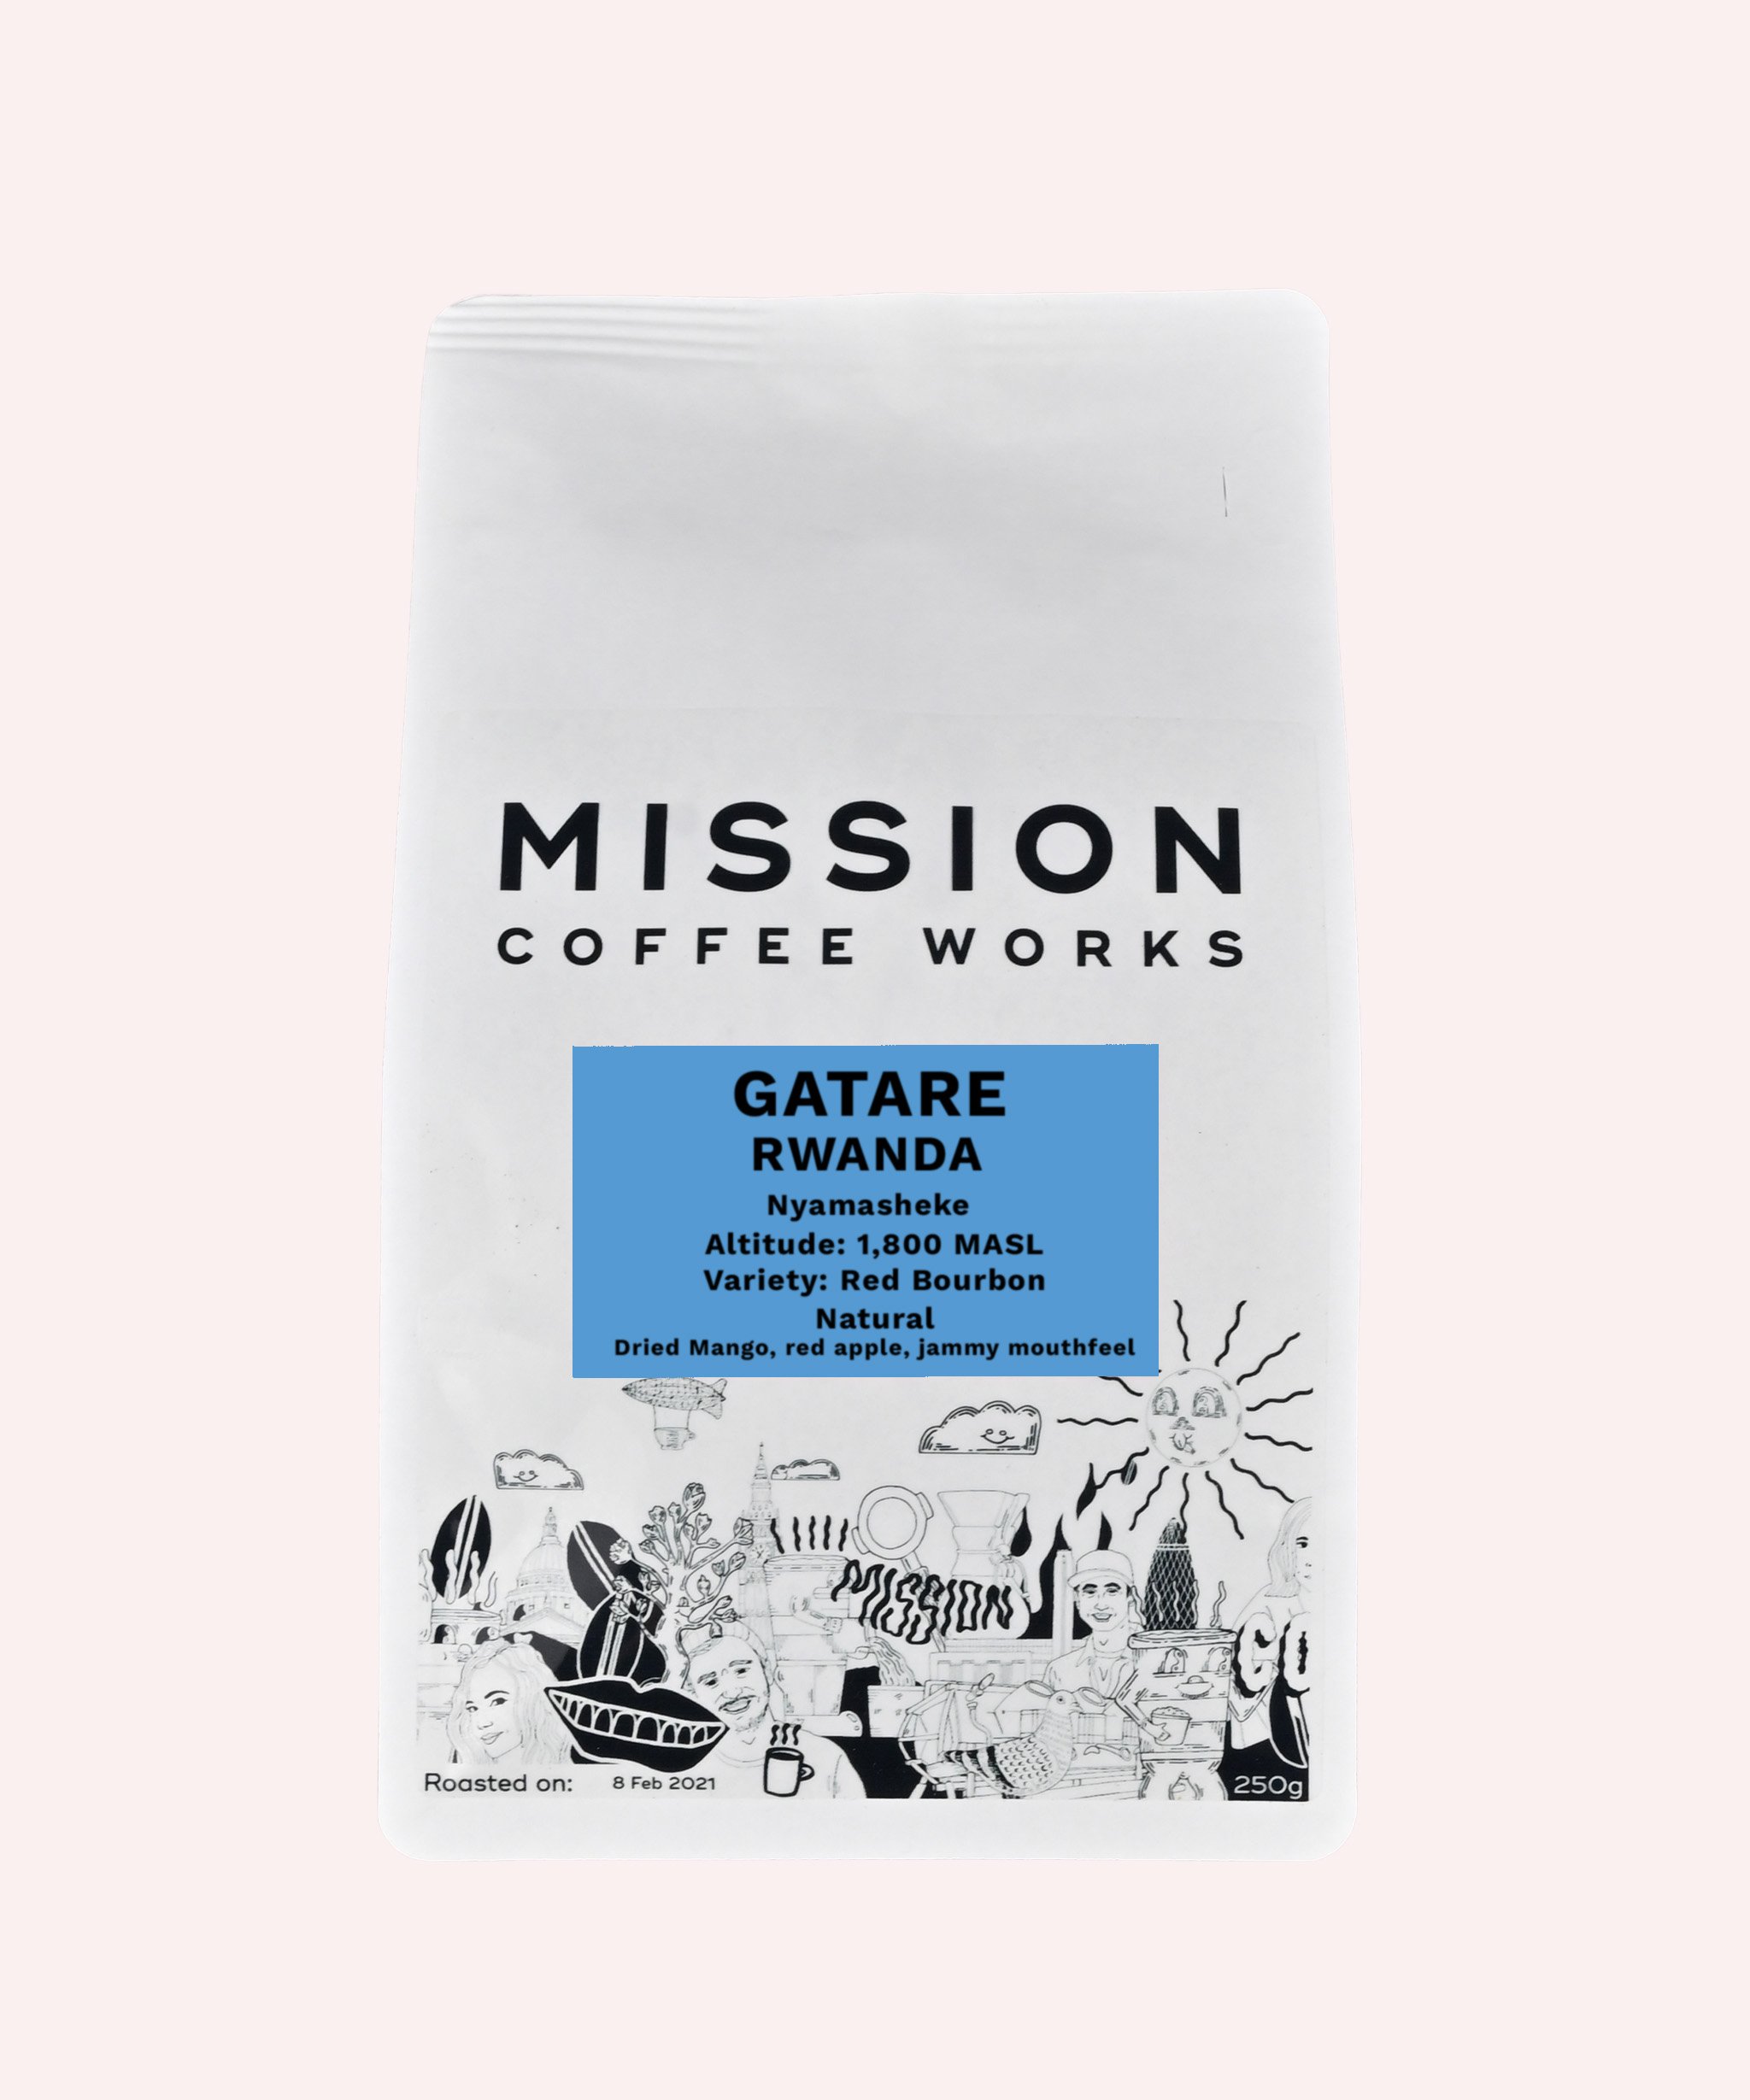 MISSION
COFFEE WORKS
GATARE
RWANDA
Nyamasheke
Altitude: 1,800 MASL
Variety: Red Bourbon
Natural
Dried Mango, red apple, jammy mouthfeel
MISSION
CO
Roasted on: 8 Feb 2021
250g